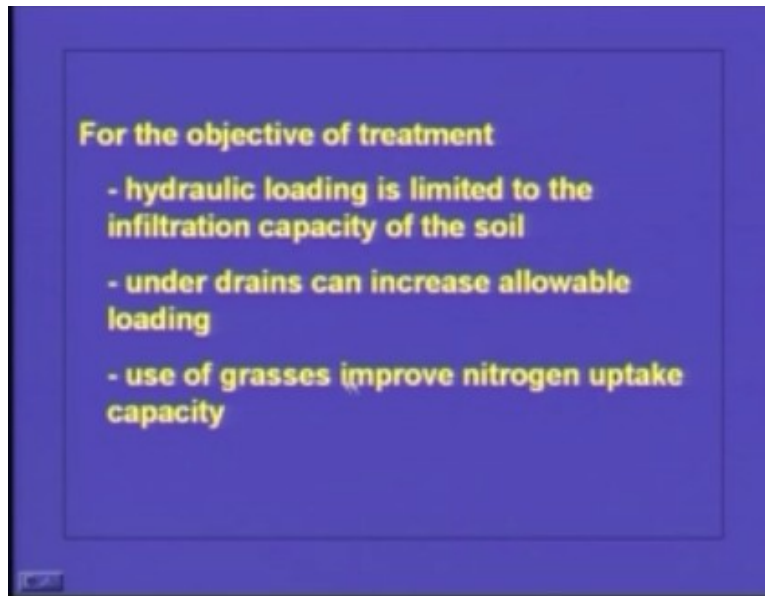 For the objective of treatment
- hydraulic loading is limited to the
infiltration capacity of the soil
- under drains can increase allowable
loading
- use of grasses improve nitrogen uptake
capacity